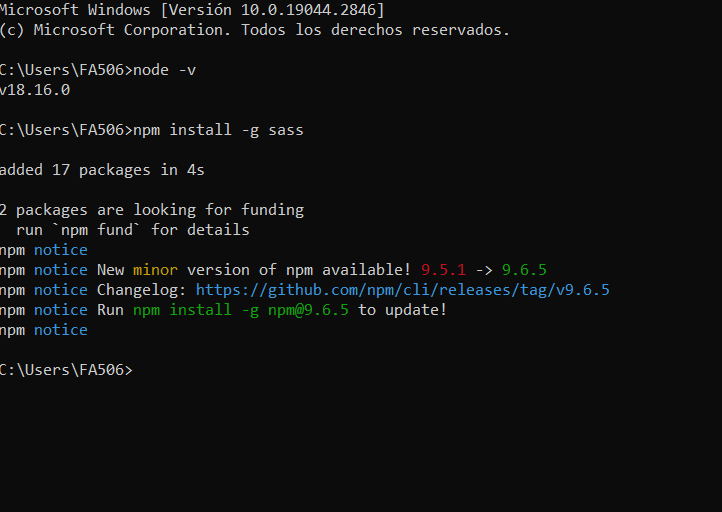 Microsoft Windows [Versión 10.0.19044.2846]
(c) Microsoft Corporation. Todos los derechos reservados.
C:\Users\FA506>node -v
v18.16.0
C:\Users\FA506>npm install -g sass
added 17 packages in 4s
2 packages are looking for funding
  run `npm fund` for details
npm notice
npm notice New minor version of npm available! 9.5.1 -> 9.6.5
npm notice Changelog: https://github.com/npm/cli/releases/tag/v9.6.5
npm notice Run npm install -g npm@9.6.5 to update!
npm notice
C:\Users\FA506>